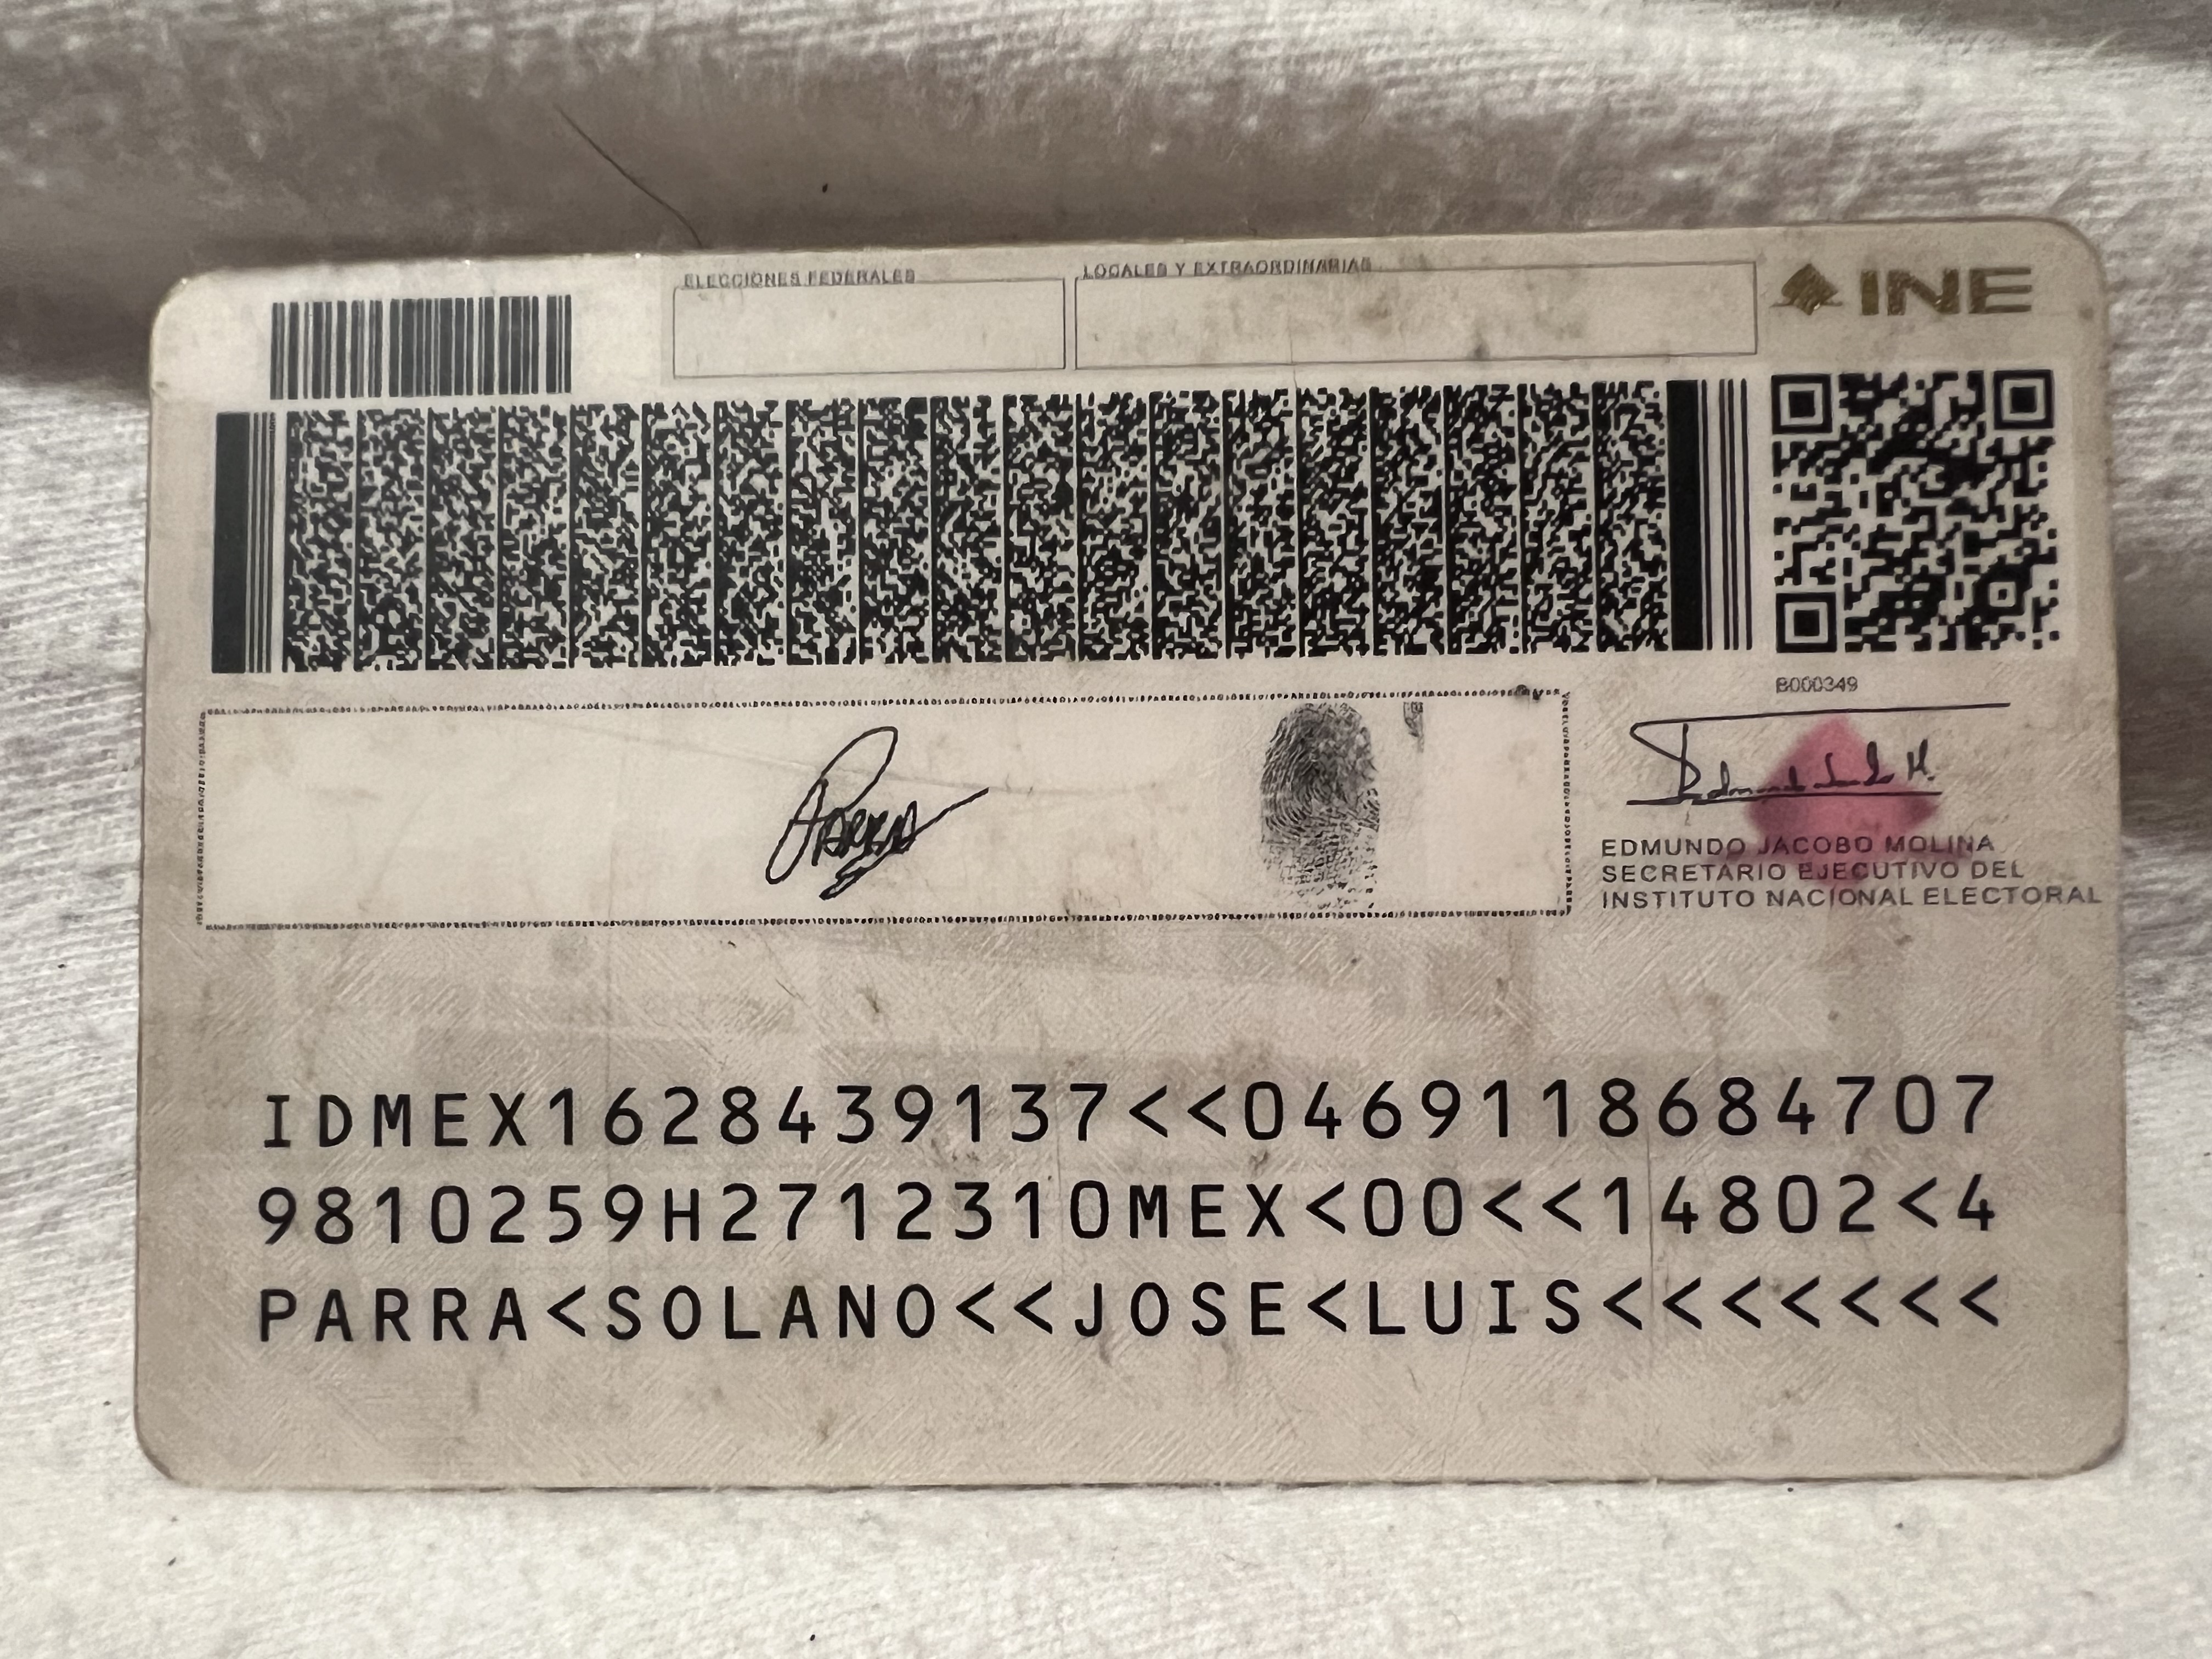 ELECCIONES FEDERALES
LOCALES Y EXTRAORDINARIAS
INE
B000349
EDMUNDO JACOBO MOLINA
SECRETARIO EJECUTIVO DEL
INSTITUTO NACIONAL ELECTORAL
IDMEX1628439137<<0469118684707
9810259H2712310MEX<00<<14802<4
PARRA<SOLANO<<JOSE<LUIS<<<<<<<